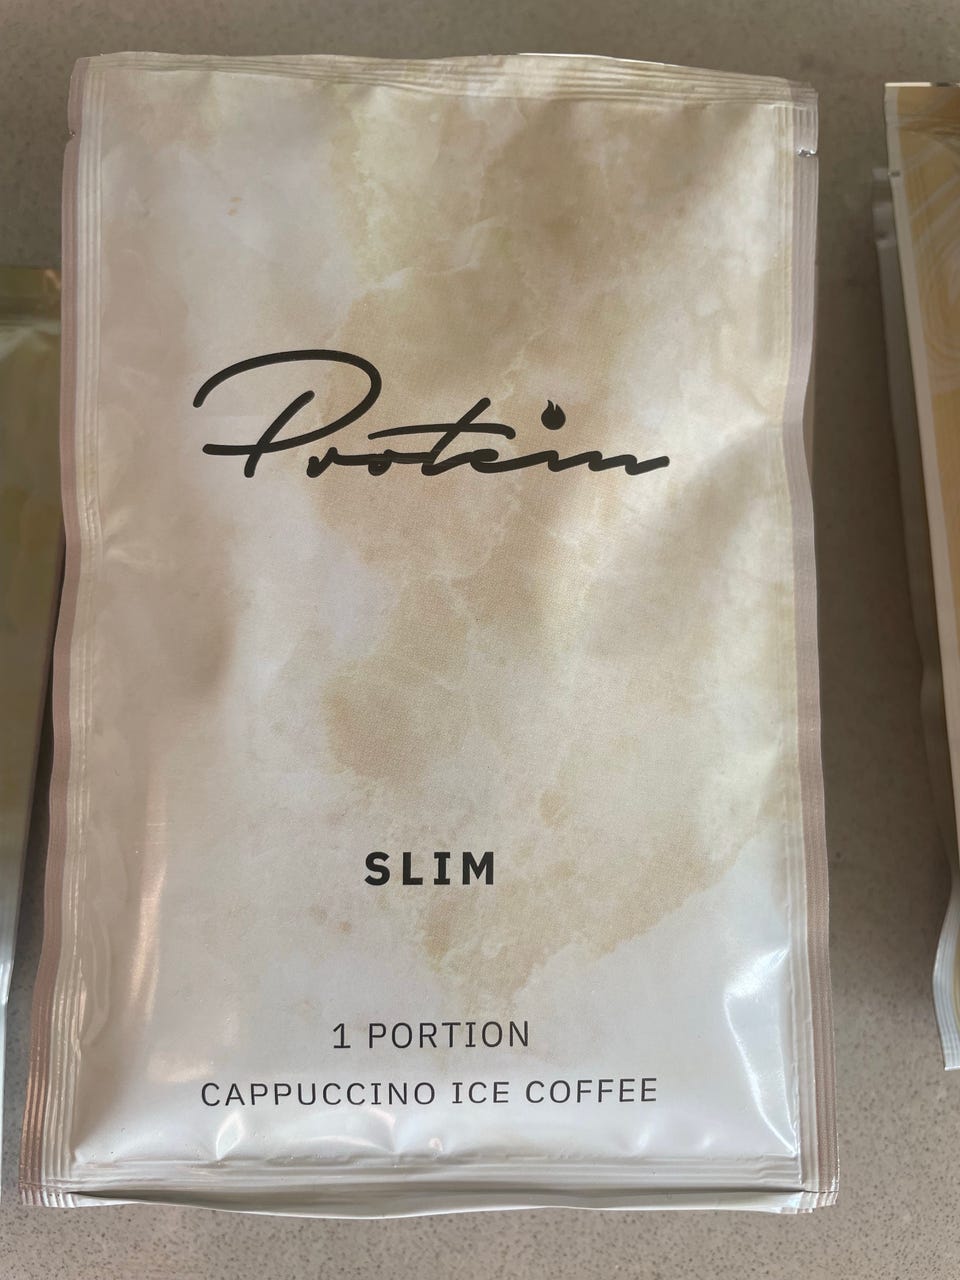 Protein
SLIM
1 PORTION
CAPPUCCINO ICE COFFEE